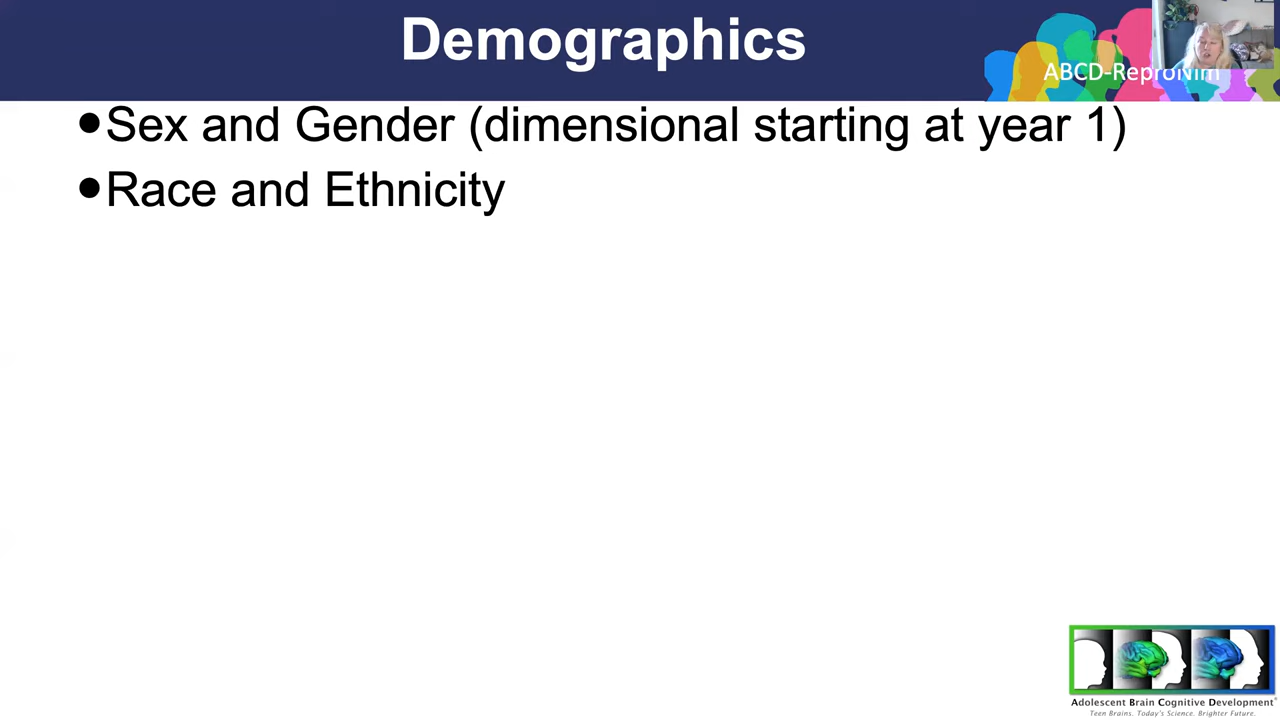 Demographics
ABCD-ReproNim
●Sex and Gender (dimensional starting at year 1)
●Race and Ethnicity
Adolescent Brain Cognitive Development
Teen Brains. Today's Science. Brighter Future.